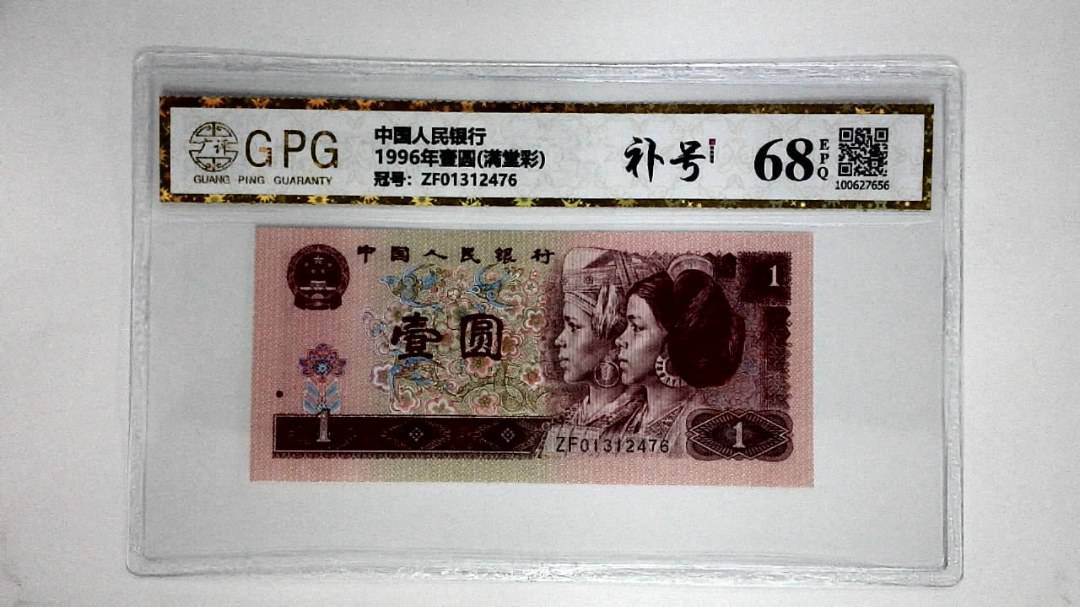 GPG
GUANG PING GUARANTY
中国人民银行
1996年壹圆(满堂彩)
冠号：ZF01312476
补号
68
EPQ
100627656
中国人民银行
壹圆
1
1
ZF01312476
1